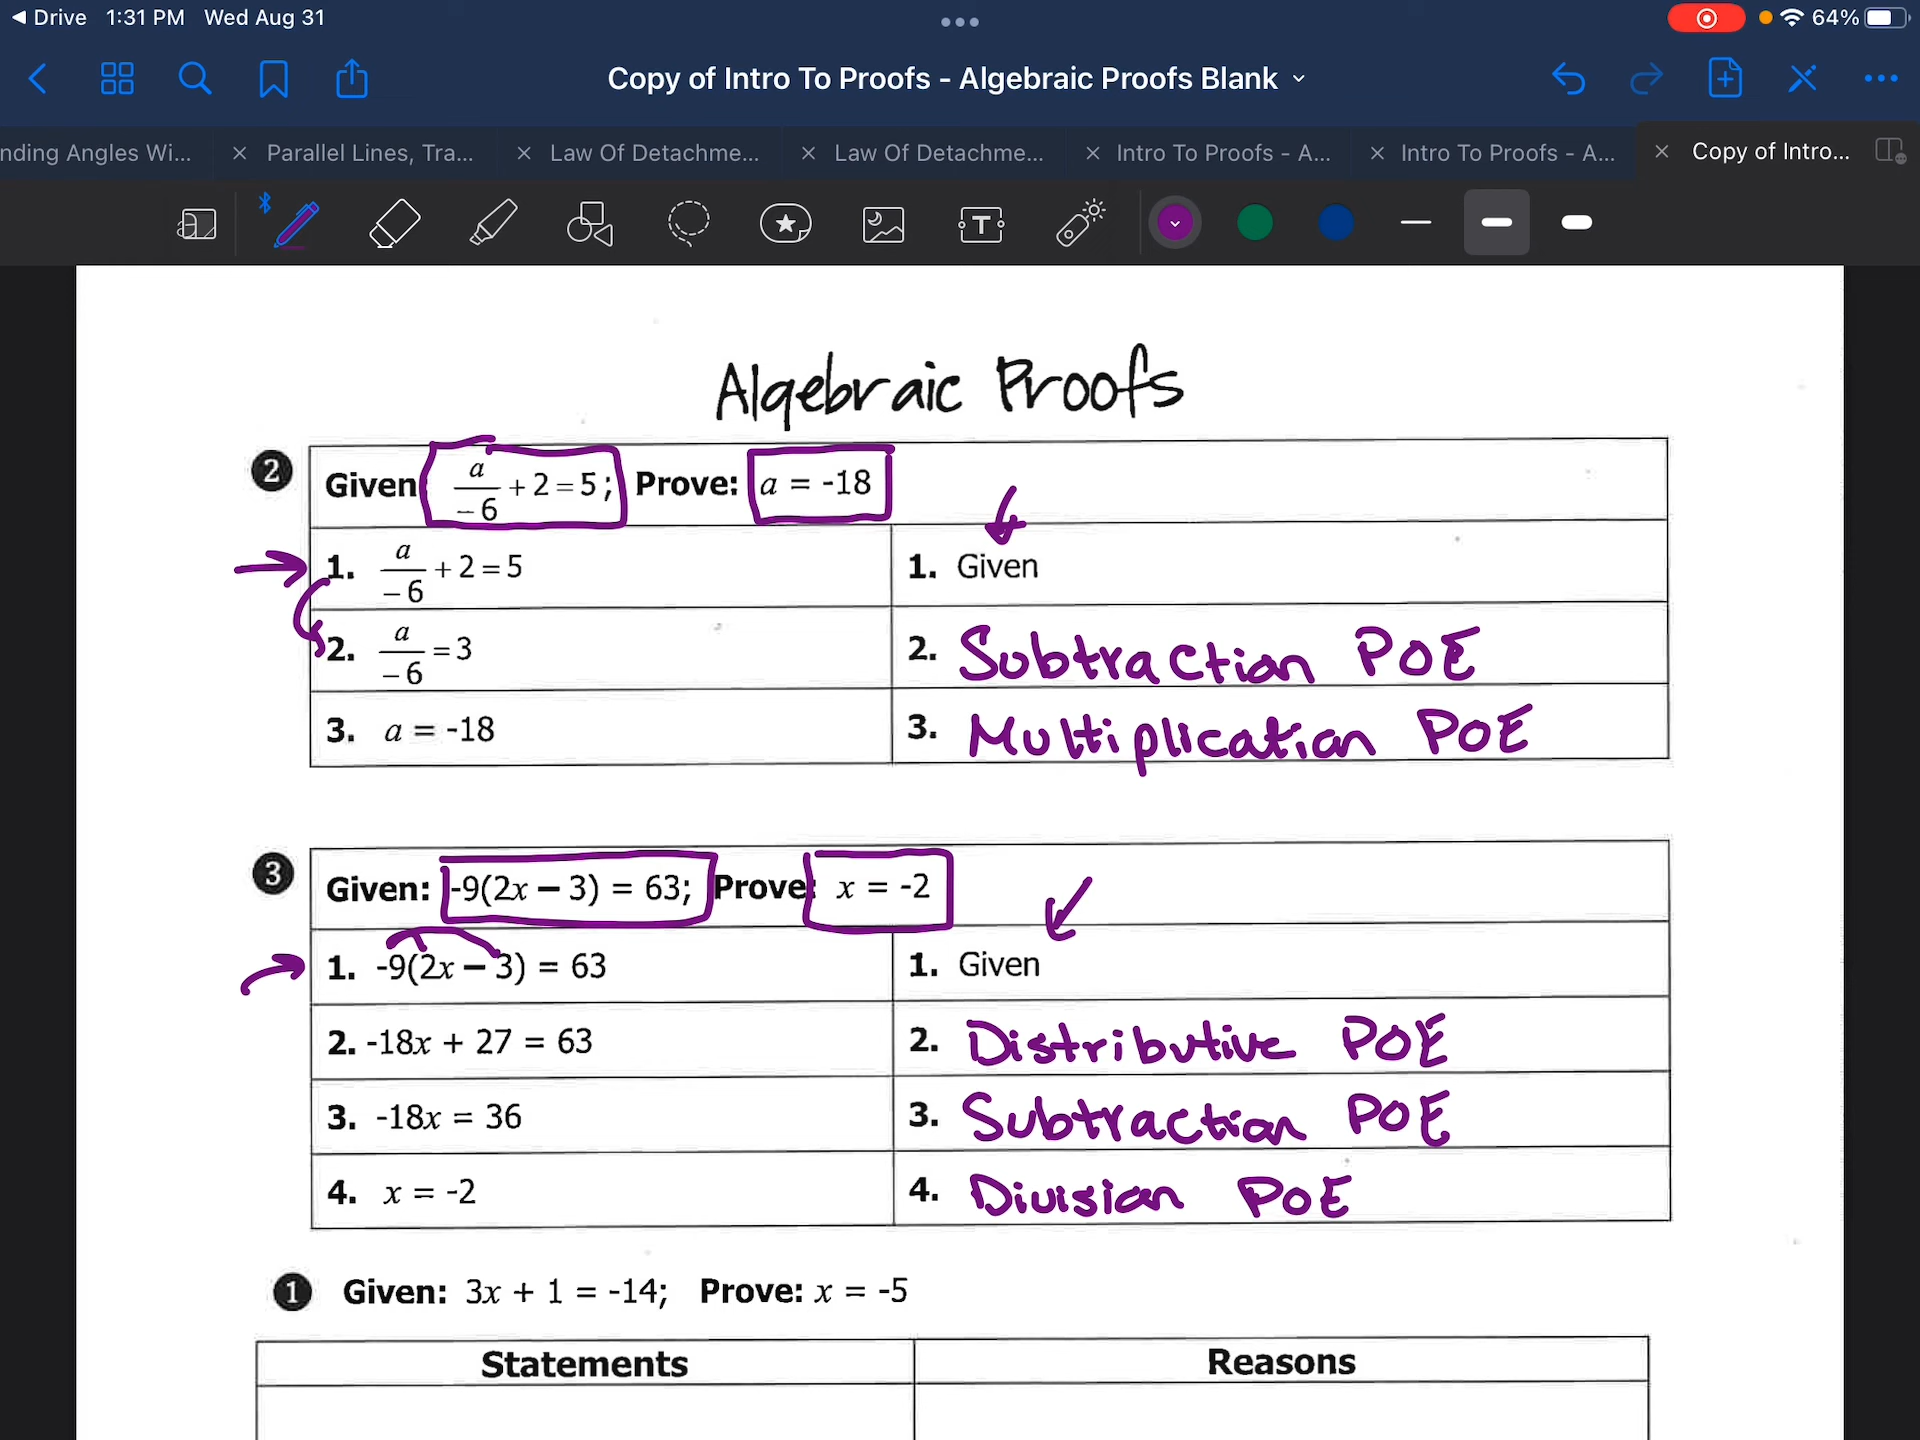 Drive 1:31 PM Wed Aug 31 64%
Copy of Intro To Proofs - Algebraic Proofs Blank
nding Angles Wi... Parallel Lines, Tra... Law Of Detachme... Law Of Detachme... Intro To Proofs - A... Intro To Proofs - A... Copy of Intro...
Algebraic Proofs
2 Given a/-6 + 2 = 5; Prove: a = -18
1. a/-6 + 2 = 5 1. Given
2. a/-6 = 3 2. Subtraction POE
3. a = -18 3. Multiplication POE
3 Given: -9(2x – 3) = 63; Prove: x = -2
1. -9(2x – 3) = 63 1. Given
2. -18x + 27 = 63 2. Distributive POE
3. -18x = 36 3. Subtraction POE
4. x = -2 4. Division POE
1 Given: 3x + 1 = -14; Prove: x = -5
Statements Reasons